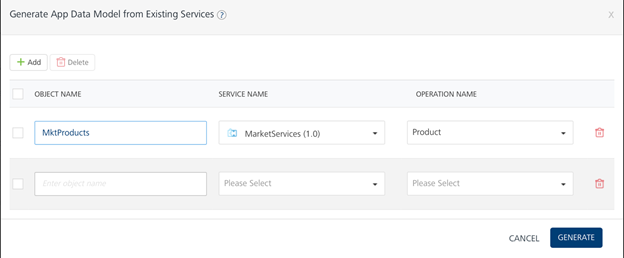 Generate App Data Model from Existing Services ?
X
+ Add Delete
OBJECT NAME SERVICE NAME OPERATION NAME
MktProducts MarketServices (1.0) Product
Enter object name Please Select Please Select
CANCEL GENERATE